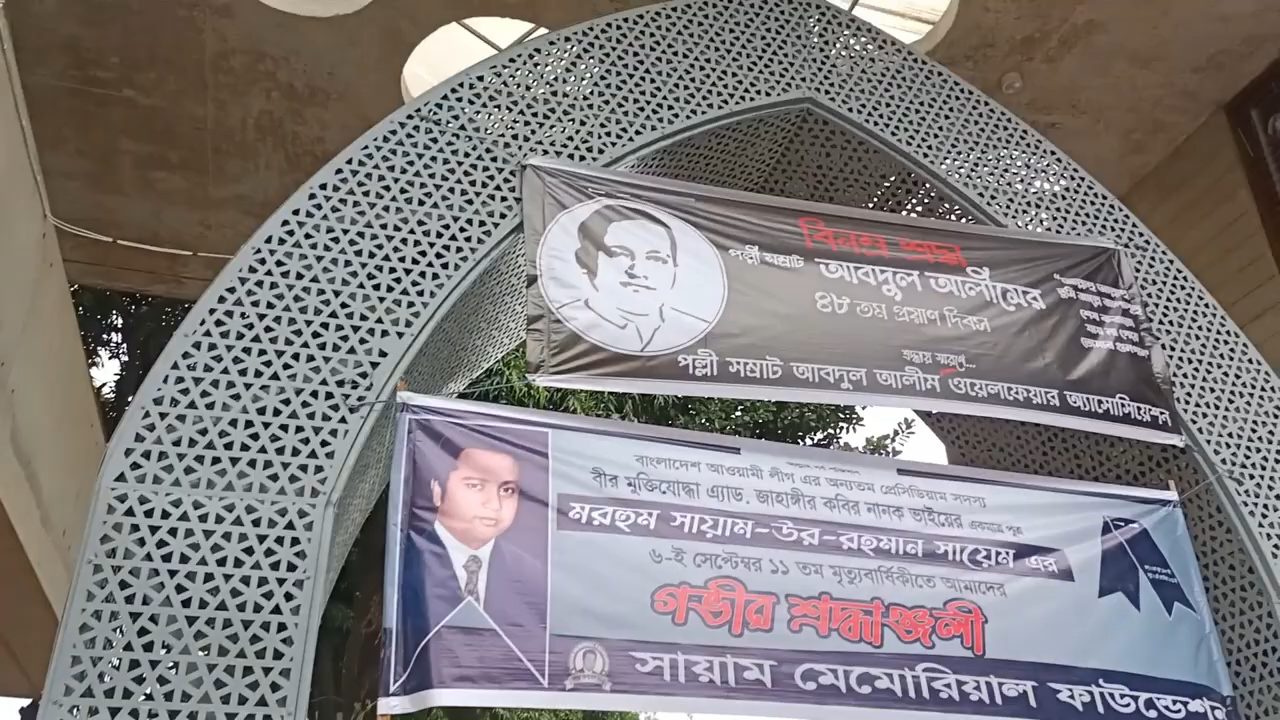 বিনম্র শ্রদ্ধা
পল্লী সম্রাট আবদুল আলীমের
৪৮ তম প্রয়াণ দিবস
শ্রদ্ধায় স্মরণে...
পল্লী সম্রাট আবদুল আলীম ওয়েলফেয়ার অ্যাসোসিয়েশন
বাংলাদেশ আওয়ামী লীগ এর অন্যতম প্রেসিডিয়াম সদস্য
বীর মুক্তিযোদ্ধা এ্যাড. জাহাঙ্গীর কবির নানক ভাইয়ের একমাত্র পুত্র
মরহুম সায়াম-উর-রহমান সায়েম এর
৬-ই সেপ্টেম্বর ১১ তম মৃত্যুবার্ষিকীতে আমাদের
গভীর শ্রদ্ধাঞ্জলী
সায়াম মেমোরিয়াল ফাউন্ডেশন